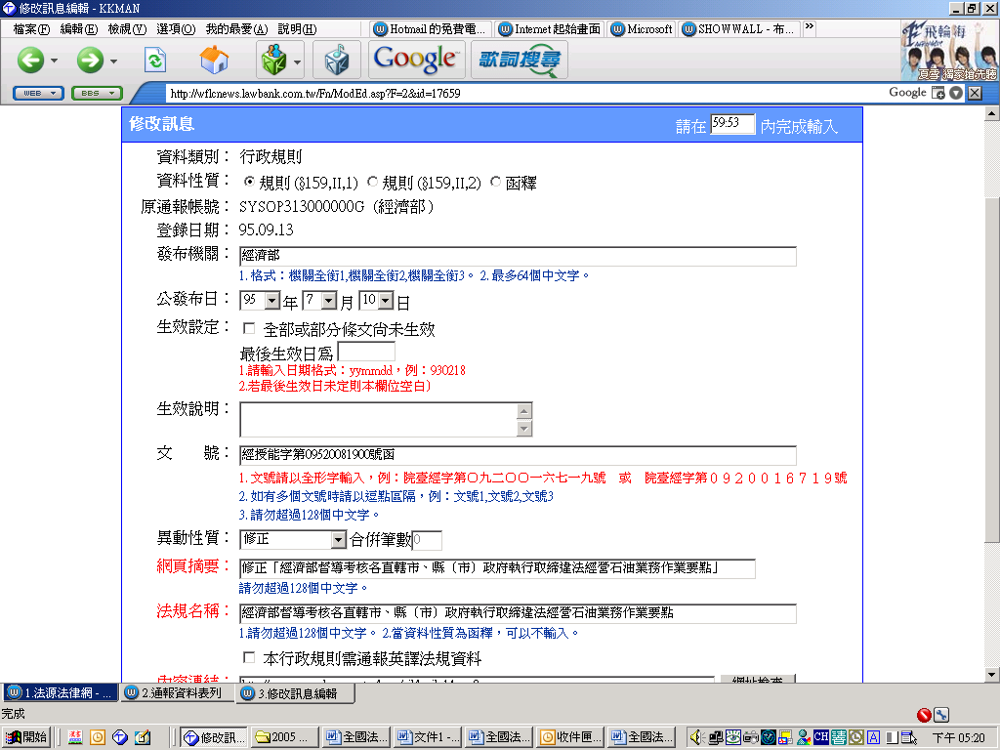 修改訊息編輯 - KKMAN
檔案(F) 編輯(E) 檢視(V) 選項(O) 我的最愛(A) 說明(H)
Hotmail 的免費電... Internet 起始畫面 Microsoft SHOWWALL - 布... »
飛輪海
夏雪 獨家搶先聽
Google 歌詞搜尋
WEB BBS http://wflcnews.lawbank.com.tw/Fn/ModEd.asp?F=2&id=17659 Google
修改訊息 請在 59:53 內完成輸入
資料類別： 行政規則
資料性質： 規則 (§159,II,1) 規則 (§159,II,2) 函釋
原通報帳號： SYSOP313000000G（經濟部）
登錄日期： 95.09.13
發布機關： 經濟部
1. 格式：機關全銜1,機關全銜2,機關全銜3。 2. 最多64個中文字。
公發布日： 95 年 7 月 10 日
生效設定： 全部或部分條文尚未生效
最後生效日為
1.請輸入日期格式：yymmdd，例：930218
2.若最後生效日未定則本欄位空白)
生效說明：
文　號： 經授能字第09520081900號函
1. 文號請以全形字輸入，例：院臺經字第○九二○○一六七一九號　或　院臺經字第０９２００１６７１９號
2. 如有多個文號時請以逗點區隔，例：文號1,文號2,文號3
3. 請勿超過128個中文字。
異動性質： 修正 合併筆數 0
網頁摘要： 修正「經濟部督導考核各直轄市、縣（市）政府執行取締違法經營石油業務作業要點」
請勿超過128個中文字。
法規名稱： 經濟部督導考核各直轄市、縣（市）政府執行取締違法經營石油業務作業要點
1.請勿超過128個中文字。 2.當資料性質為函釋，可以不輸入。
本行政規則需通報英譯法規資料
內容連結： 網址檢查
1.法源法律網 - ... 2.通報資料表列 3.修改訊息編輯
完成
開始 修改訊... 2005 ... 全國法... 文件1 -... 全國法... 收件匣... 全國法... CH 下午 05:20